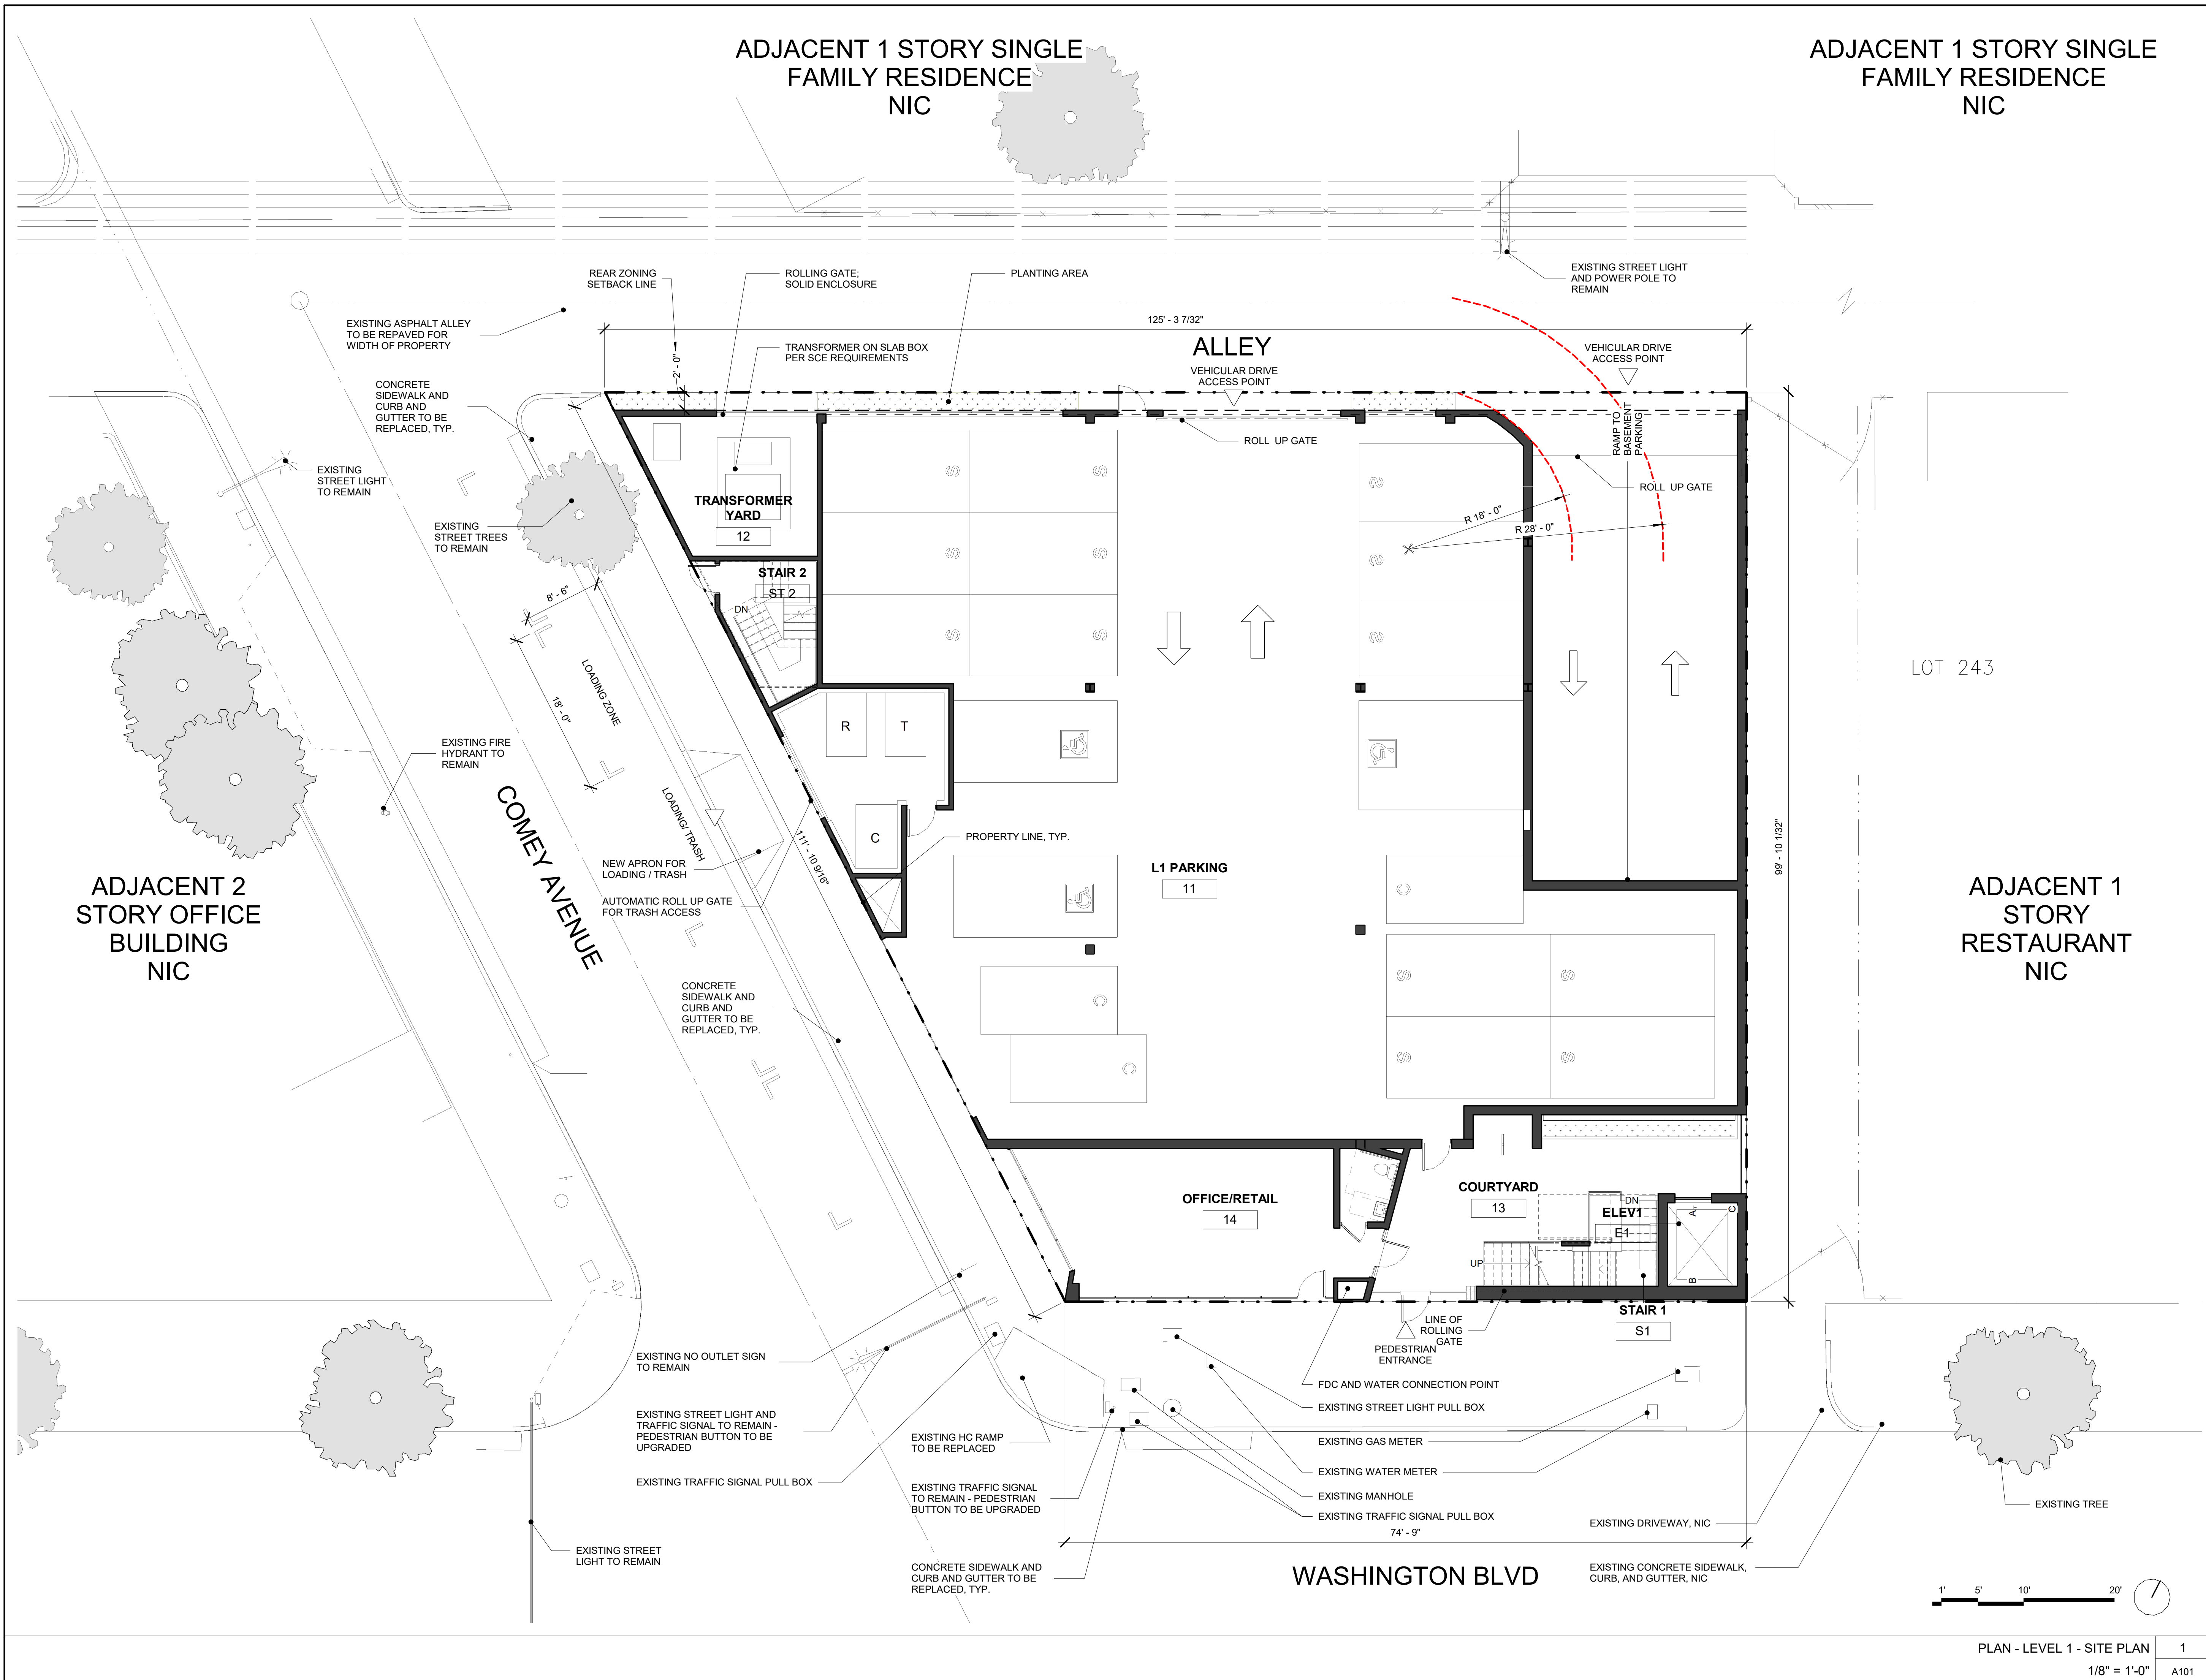 ADJACENT 1 STORY SINGLE
FAMILY RESIDENCE
NIC
ADJACENT 1 STORY SINGLE
FAMILY RESIDENCE
NIC
REAR ZONING
SETBACK LINE
ROLLING GATE;
SOLID ENCLOSURE
PLANTING AREA
EXISTING STREET LIGHT
AND POWER POLE TO
REMAIN
EXISTING ASPHALT ALLEY
TO BE REPAVED FOR
WIDTH OF PROPERTY
125' - 3 7/32"
2' - 0"
TRANSFORMER ON SLAB BOX
PER SCE REQUIREMENTS
ALLEY
VEHICULAR DRIVE
ACCESS POINT
VEHICULAR DRIVE
ACCESS POINT
CONCRETE
SIDEWALK AND
CURB AND
GUTTER TO BE
REPLACED, TYP.
ROLL UP GATE
RAMP TO
BASEMENT
PARKING
EXISTING
STREET LIGHT
TO REMAIN
ROLL UP GATE
TRANSFORMER
YARD
12
S
S
S
R 18' - 0"
R 28' - 0"
EXISTING
STREET TREES
TO REMAIN
S
S
S
STAIR 2
ST 2
DN
8' - 6"
S
S
S
LOADING ZONE
18' - 0"
LOT 243
R
T
EXISTING FIRE
HYDRANT TO
REMAIN
COMEY AVENUE
LOADING/ TRASH
111' - 10 9/16"
C
PROPERTY LINE, TYP.
99' - 10 1/32"
NEW APRON FOR
LOADING / TRASH
L1 PARKING
11
C
ADJACENT 2
STORY OFFICE
BUILDING
NIC
AUTOMATIC ROLL UP GATE
FOR TRASH ACCESS
ADJACENT 1
STORY
RESTAURANT
NIC
CONCRETE
SIDEWALK AND
CURB AND
GUTTER TO BE
REPLACED, TYP.
C
S
S
C
S
S
OFFICE/RETAIL
14
COURTYARD
13
DN
ELEV1
E1
A
C
B
UP
STAIR 1
S1
LINE OF
ROLLING
GATE
PEDESTRIAN
ENTRANCE
EXISTING NO OUTLET SIGN
TO REMAIN
FDC AND WATER CONNECTION POINT
EXISTING STREET LIGHT PULL BOX
EXISTING STREET LIGHT AND
TRAFFIC SIGNAL TO REMAIN -
PEDESTRIAN BUTTON TO BE
UPGRADED
EXISTING HC RAMP
TO BE REPLACED
EXISTING GAS METER
EXISTING WATER METER
EXISTING TRAFFIC SIGNAL PULL BOX
EXISTING TRAFFIC SIGNAL
TO REMAIN - PEDESTRIAN
BUTTON TO BE UPGRADED
EXISTING MANHOLE
EXISTING TRAFFIC SIGNAL PULL BOX
EXISTING DRIVEWAY, NIC
EXISTING TREE
74' - 9"
EXISTING STREET
LIGHT TO REMAIN
CONCRETE SIDEWALK AND
CURB AND GUTTER TO BE
REPLACED, TYP.
WASHINGTON BLVD
EXISTING CONCRETE SIDEWALK,
CURB, AND GUTTER, NIC
1' 5' 10' 20'
PLAN - LEVEL 1 - SITE PLAN
1
1/8" = 1'-0"
A101